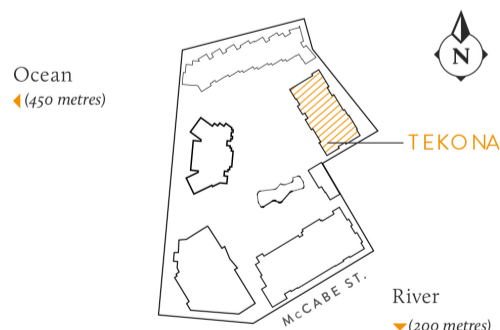 N
Ocean
(450 metres)
TEKONA
McCABE ST.
River
(200 metres)